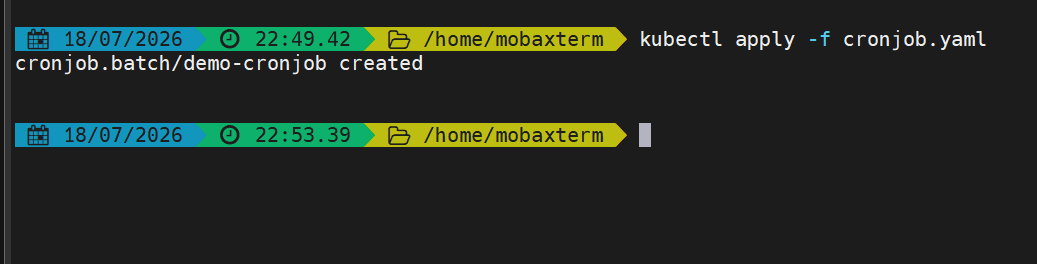 18/07/2026 22:49.42 /home/mobaxterm kubectl apply -f cronjob.yaml
cronjob.batch/demo-cronjob created
18/07/2026 22:53.39 /home/mobaxterm